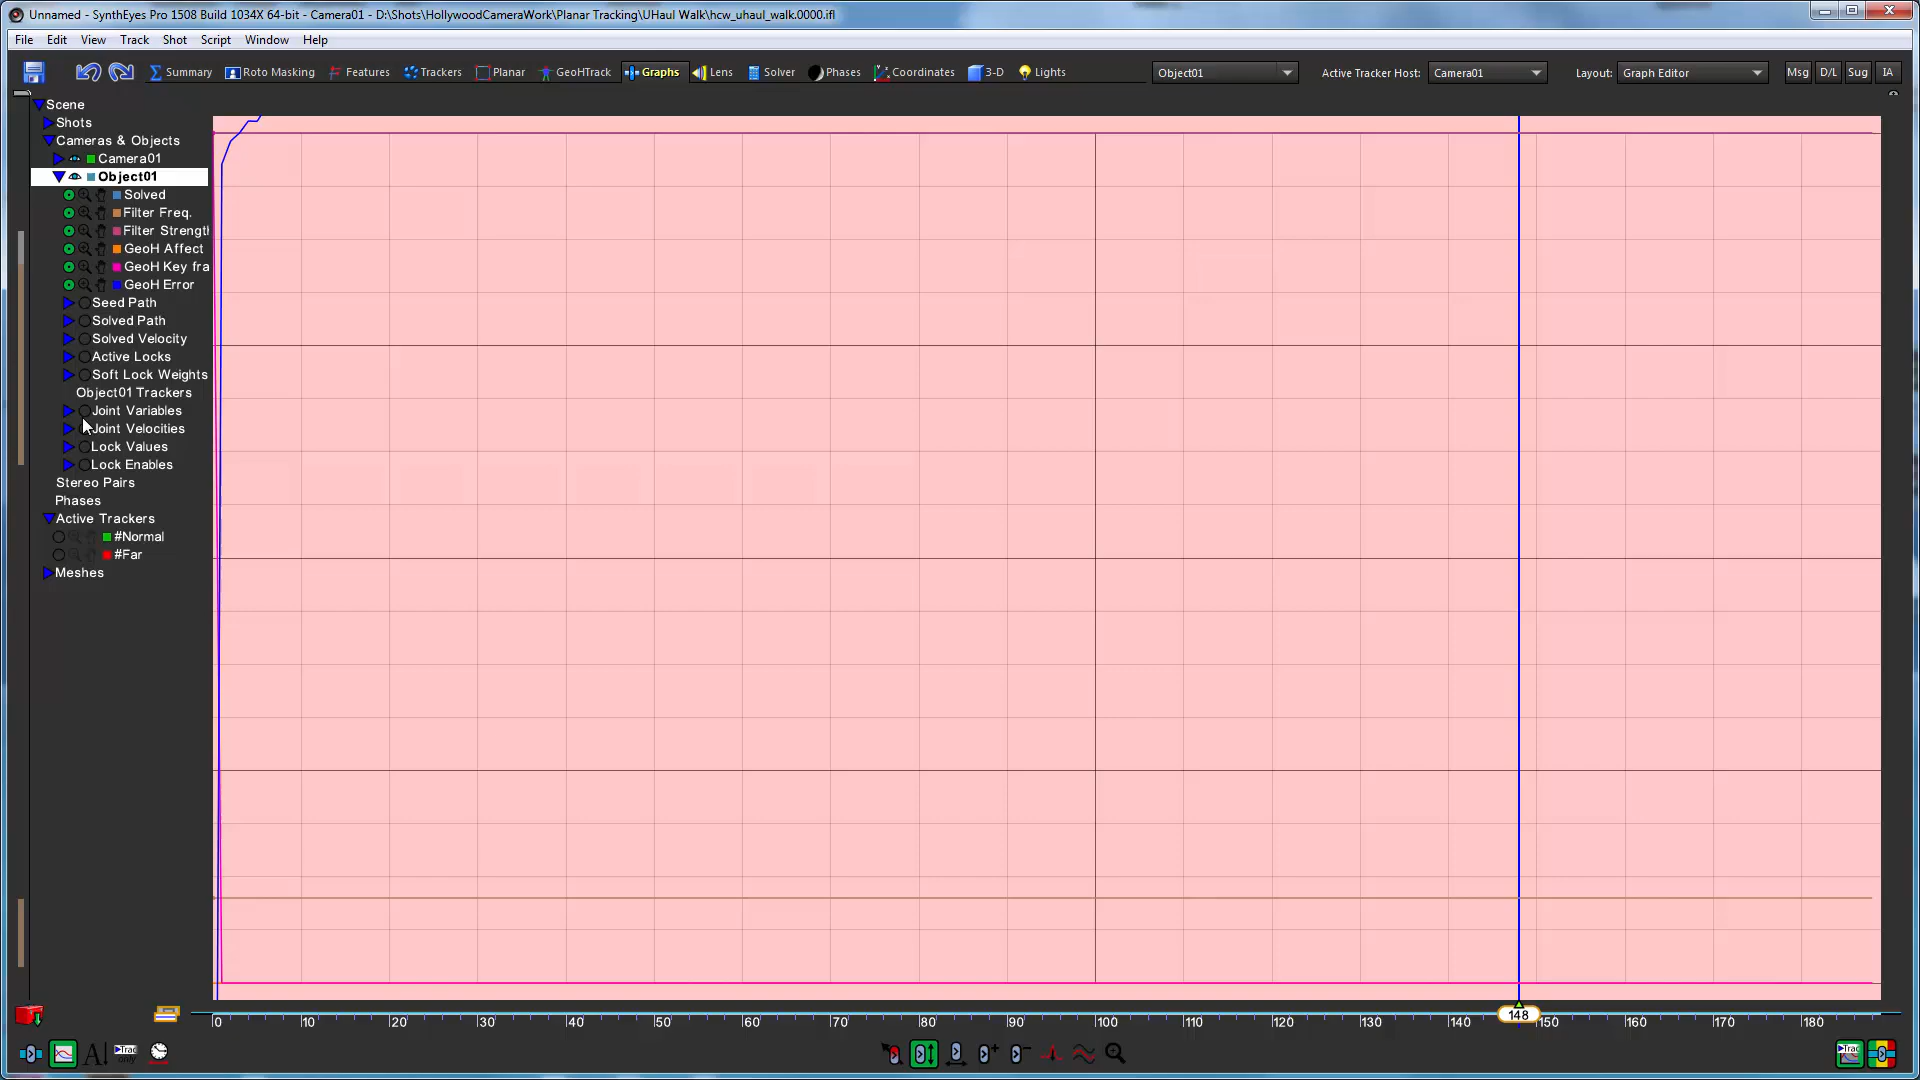 Unnamed - SynthEyes Pro 1508 Build 1034X 64-bit - Camera01 - D:\Shots\HollywoodCameraWork\Planar Tracking\UHaul Walk\hcw_uhaul_walk.0000.ifl
File Edit View Track Shot Script Window Help
Summary Roto Masking Features Trackers Planar GeoHTrack Graphs Lens Solver Phases Coordinates 3-D Lights Object01 Active Tracker Host: Camera01 Layout: Graph Editor Msg D/L Sug IA
Scene
Shots
Cameras & Objects
Camera01
Object01
Solved
Filter Freq.
Filter Strengt
GeoH Affect
GeoH Key fra
GeoH Error
Seed Path
Solved Path
Solved Velocity
Active Locks
Soft Lock Weights
Object01 Trackers
Joint Variables
Joint Velocities
Lock Values
Lock Enables
Stereo Pairs
Phases
Active Trackers
#Normal
#Far
Meshes
0 10 20 30 40 50 60 70 80 90 100 110 120 130 140 148 150 160 170 180
A Trac only Trac